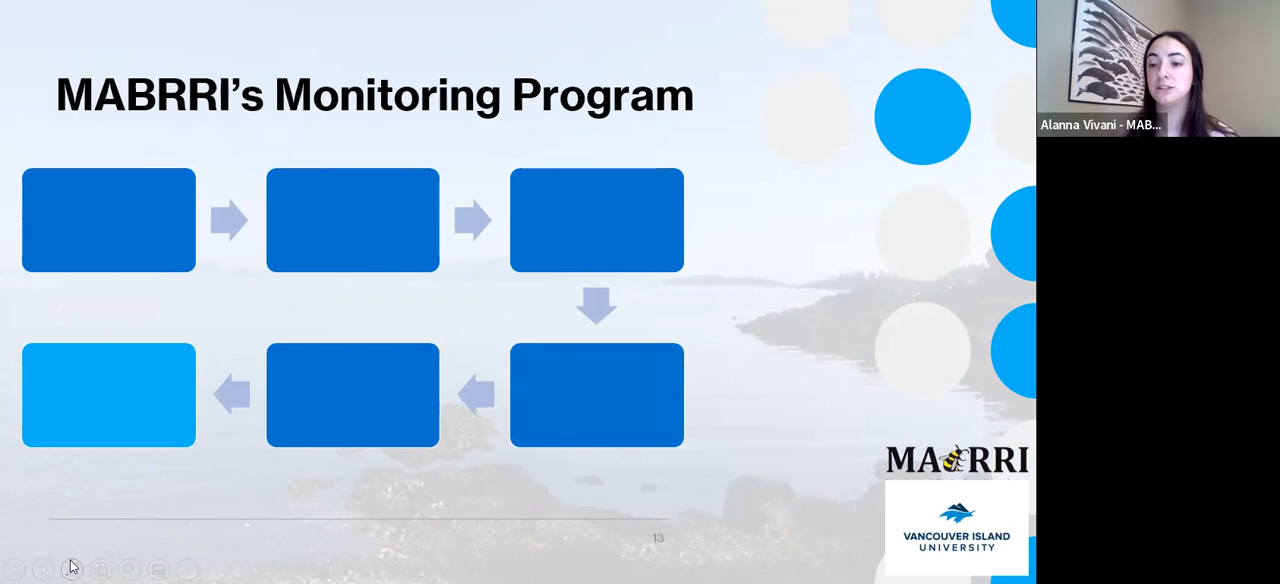 MABRRI's Monitoring Program
Alanna Vivani - MAB...
MABRRI
VANCOUVER ISLAND
UNIVERSITY
13